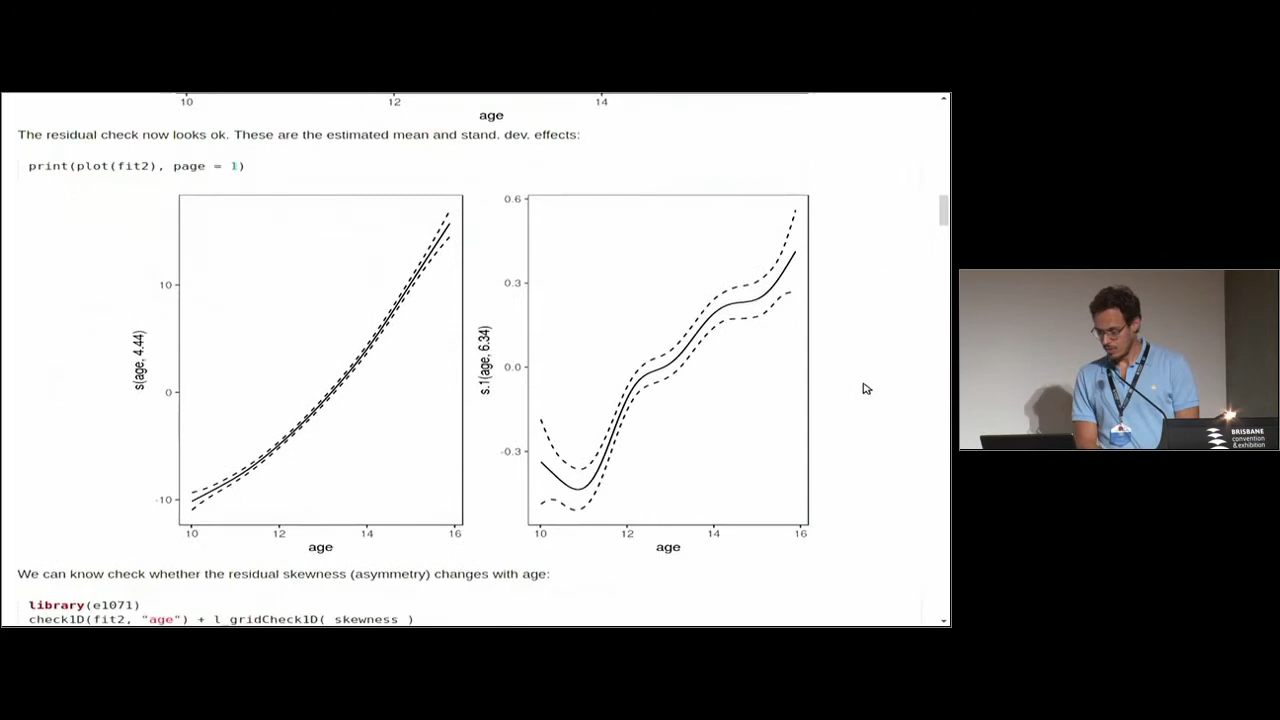 10 12 14
age
The residual check now looks ok. These are the estimated mean and stand. dev. effects:
print(plot(fit2), page = 1)
s(age, 4.44)
10
0
-10
10 12 14 16
age
s.1(age, 6.34)
0.6
0.3
0.0
-0.3
10 12 14 16
age
We can know check whether the residual skewness (asymmetry) changes with age:
library(e1071)
check1D(fit2, "age") + l_gridCheck1D( skewness )
BRISBANE
convention
& exhibition